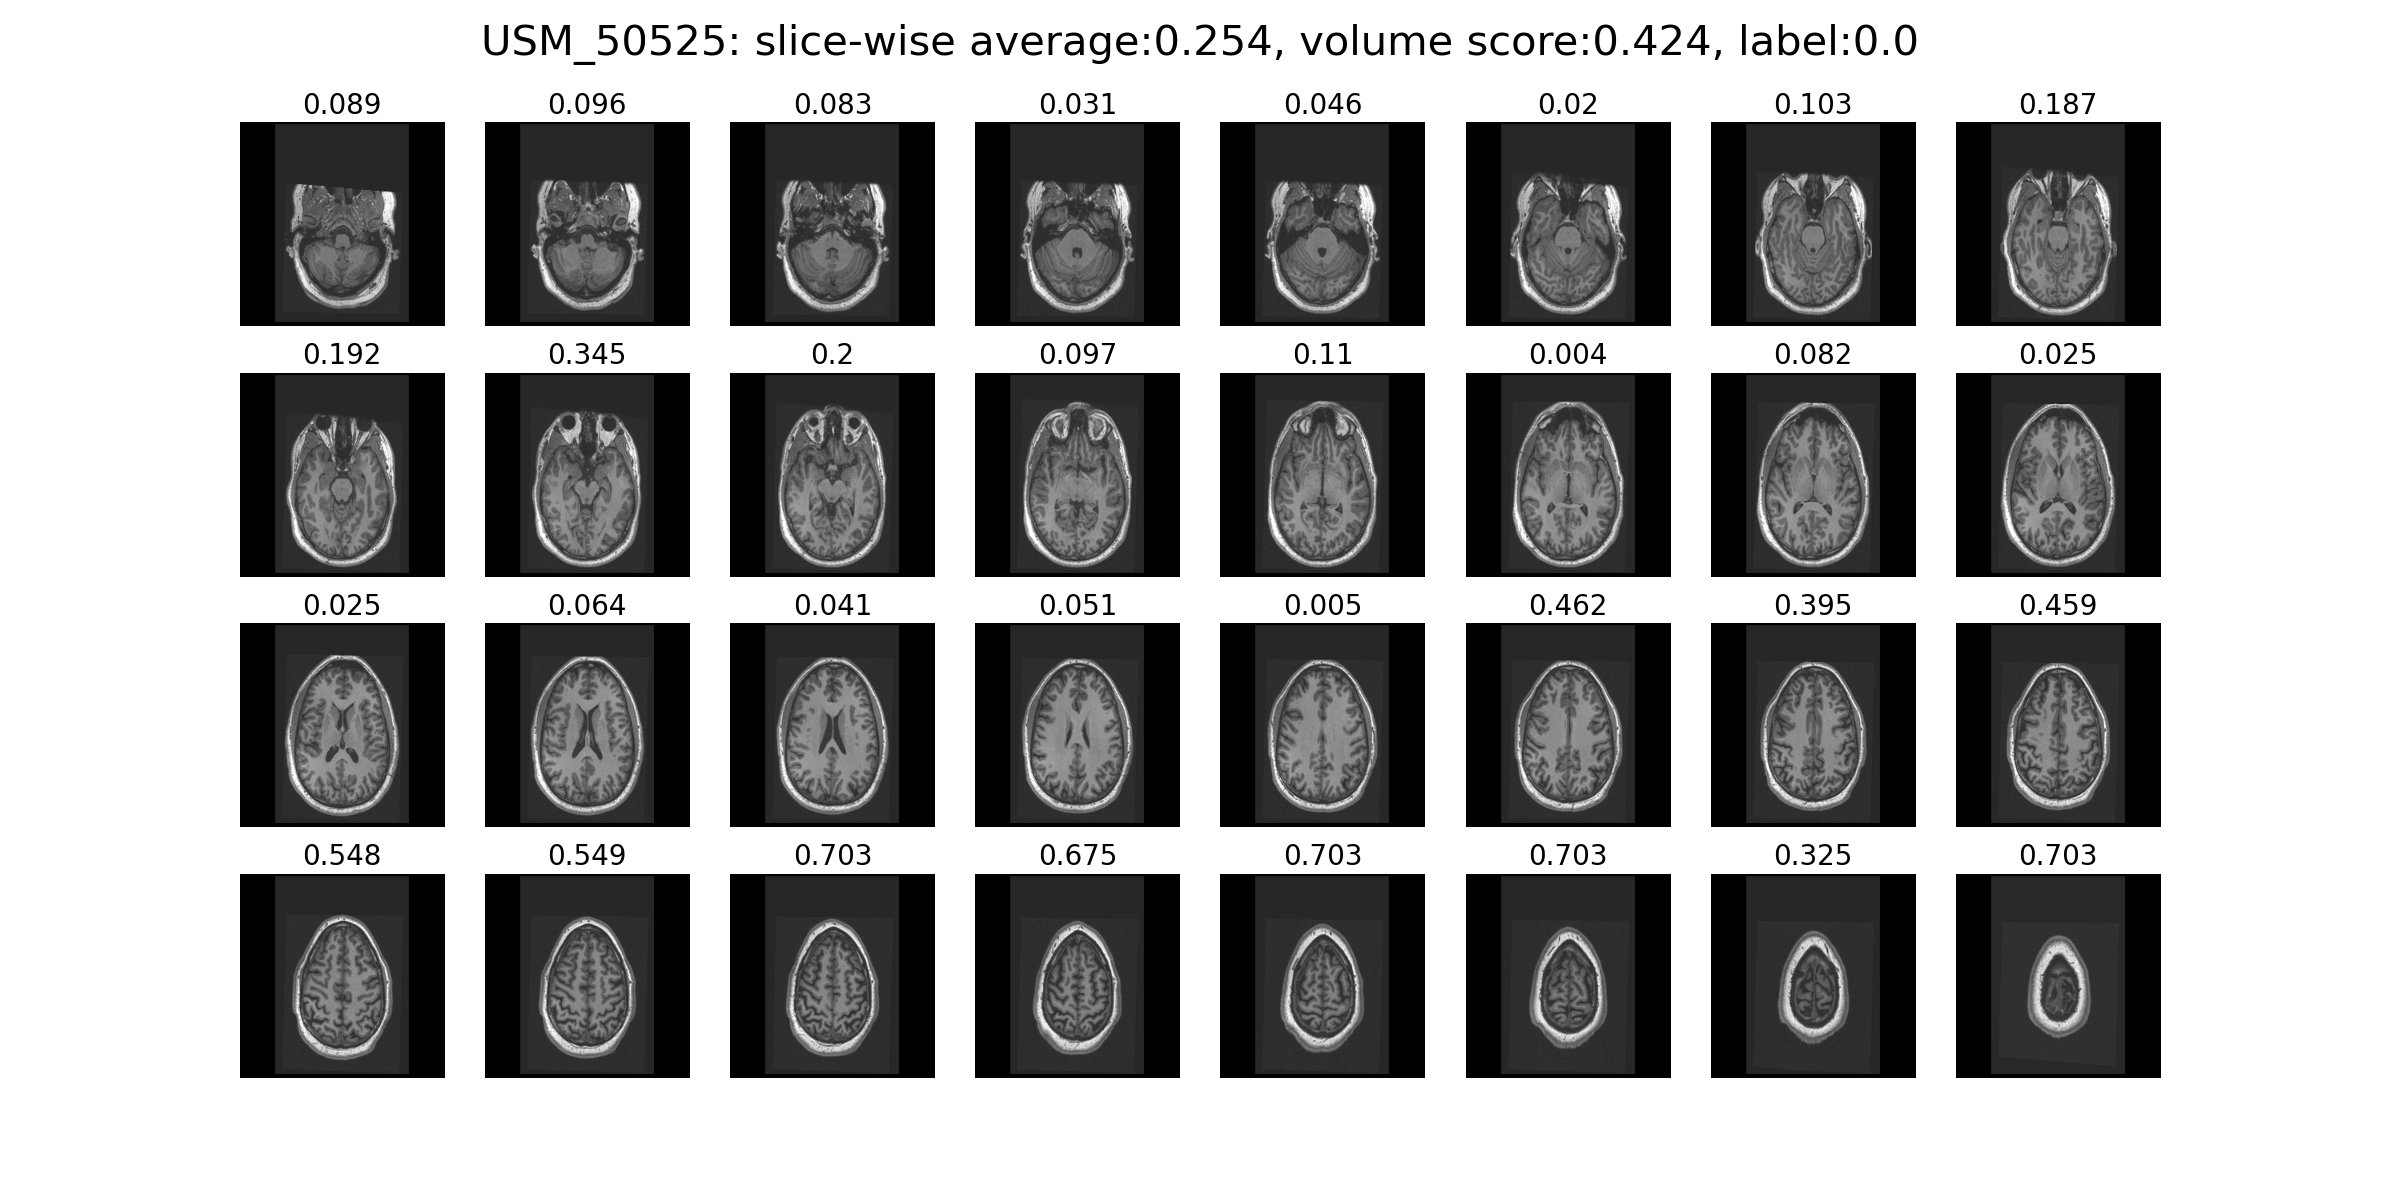 USM_50525: slice-wise average:0.254, volume score:0.424, label:0.0
0.089 0.096 0.083 0.031 0.046 0.02 0.103 0.187
0.192 0.345 0.2 0.097 0.11 0.004 0.082 0.025
0.025 0.064 0.041 0.051 0.005 0.462 0.395 0.459
0.548 0.549 0.703 0.675 0.703 0.703 0.325 0.703